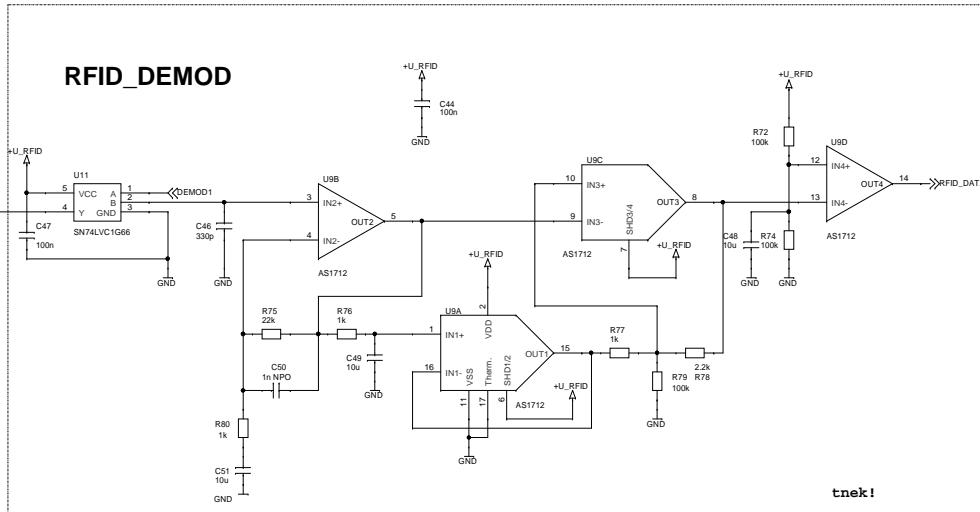 RFID_DEMOD
+U_RFID
C44
100n
GND
+U_RFID
U11
5 VCC A 1
B 2
4 Y GND 3
SN74LVC1G66
DEMOD1
C47
100n
GND
C46
330p
GND
U9B
3 IN2+
OUT2 5
4 IN2-
AS1712
U9C
10 IN3+
OUT3 8
9 IN3-
SHD3/4
7
AS1712
+U_RFID
+U_RFID
R72
100k
U9D
12 IN4+
OUT4 14
13 IN4-
AS1712
RFID_DAT
C48
10u
R74
100k
GND
GND
R75
22k
C50
1n NPO
R76
1k
C49
10u
GND
+U_RFID
U9A
2
VDD
1 IN1+
OUT1 15
16 IN1-
VSS
Therm.
SHD1/2
11
17
6
AS1712
+U_RFID
GND
R77
1k
2.2k
R78
R79
100k
GND
R80
1k
C51
10u
GND
tnek!